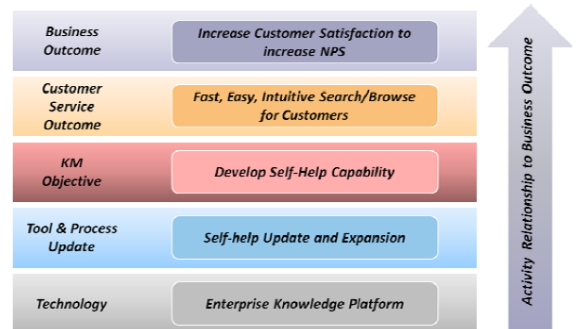 Business
Outcome
Increase Customer Satisfaction to
increase NPS
Customer
Service
Outcome
Fast, Easy, Intuitive Search/Browse
for Customers
KM
Objective
Develop Self-Help Capability
Tool & Process
Update
Self-help Update and Expansion
Technology
Enterprise Knowledge Platform
Activity Relationship to Business Outcome